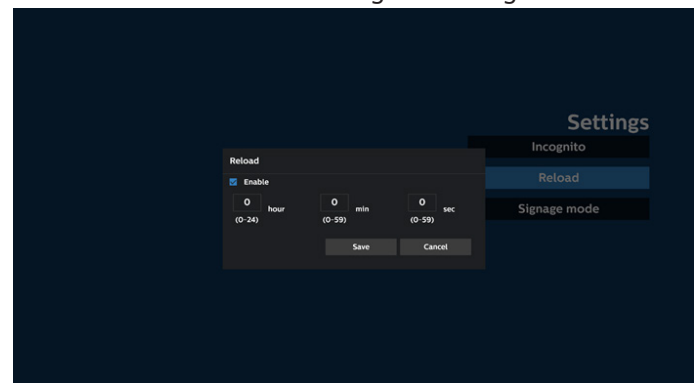 Settings
Incognito
Reload
Signage mode
Reload
Enable
0 hour 0 min 0 sec
(0-24) (0-59) (0-59)
Save Cancel